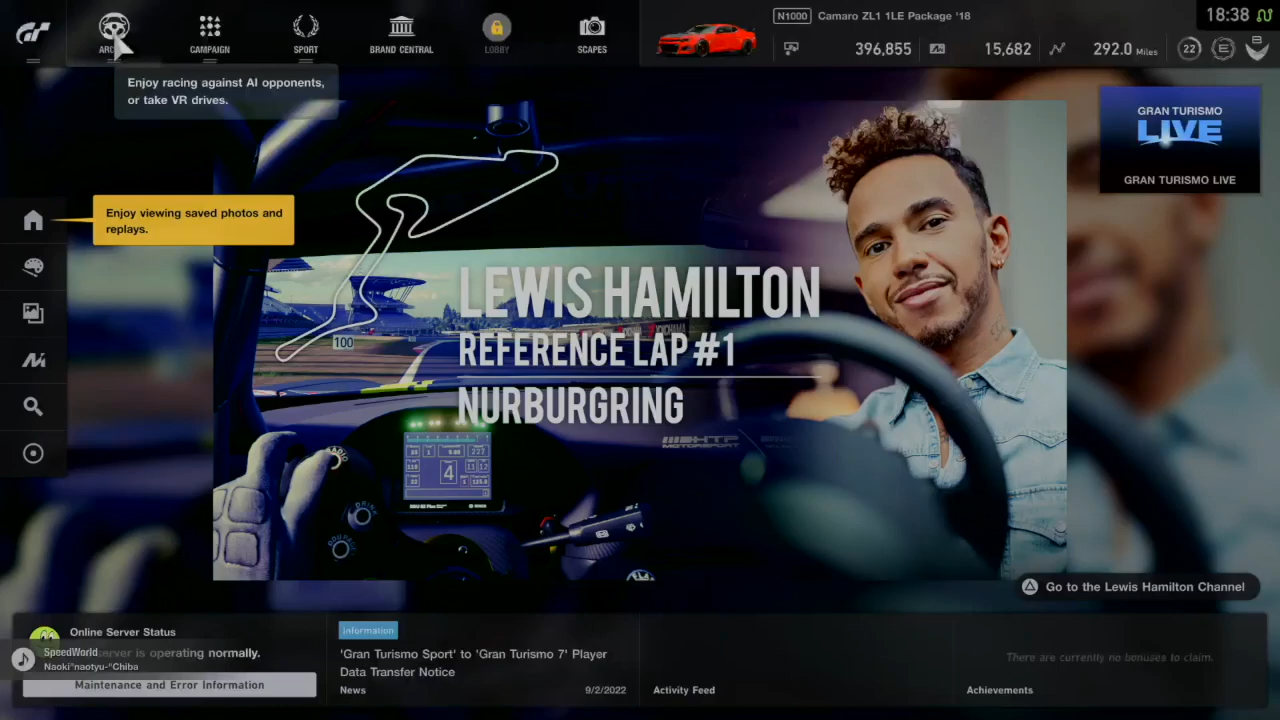 ARC
CAMPAIGN
SPORT
BRAND CENTRAL
LOBBY
SCAPES
N1000
Camaro ZL1 1LE Package '18
18:38
396,855
15,682
292.0 Miles
22
E
Enjoy racing against AI opponents,
or take VR drives.
GRAN TURISMO
LIVE
GRAN TURISMO LIVE
Enjoy viewing saved photos and
replays.
LEWIS HAMILTON
REFERENCE LAP #1
NURBURGRING
100
4
RADIO
Go to the Lewis Hamilton Channel
Online Server Status
server is operating normally.
SpeedWorld
Naoki"naotyu-"Chiba
Maintenance and Error Information
Information
'Gran Turismo Sport' to 'Gran Turismo 7' Player
Data Transfer Notice
News
9/2/2022
Activity Feed
There are currently no bonuses to claim.
Achievements